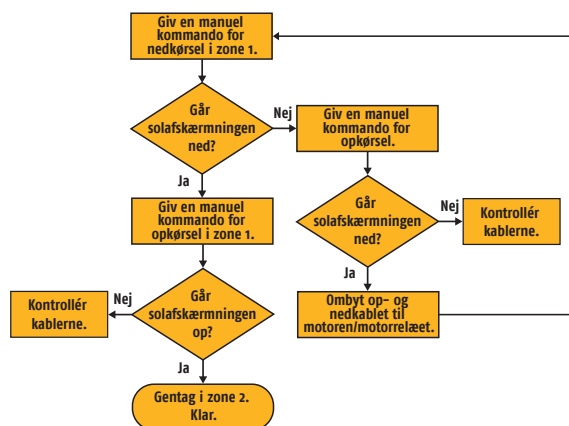 Giv en manuel
kommando for
nedkørsel i zone 1.
Går
solafskærmningen
ned?
Nej
Giv en manuel
kommando for
opkørsel.
Ja
Giv en manuel
kommando for
opkørsel i zone 1.
Går
solafskærmningen
ned?
Nej
Kontrollér
kablerne.
Ja
Ombyt op- og
nedkablet til
motoren/motorrelæet.
Går
solafskærmningen
op?
Nej
Kontrollér
kablerne.
Ja
Gentag i zone 2.
Klar.